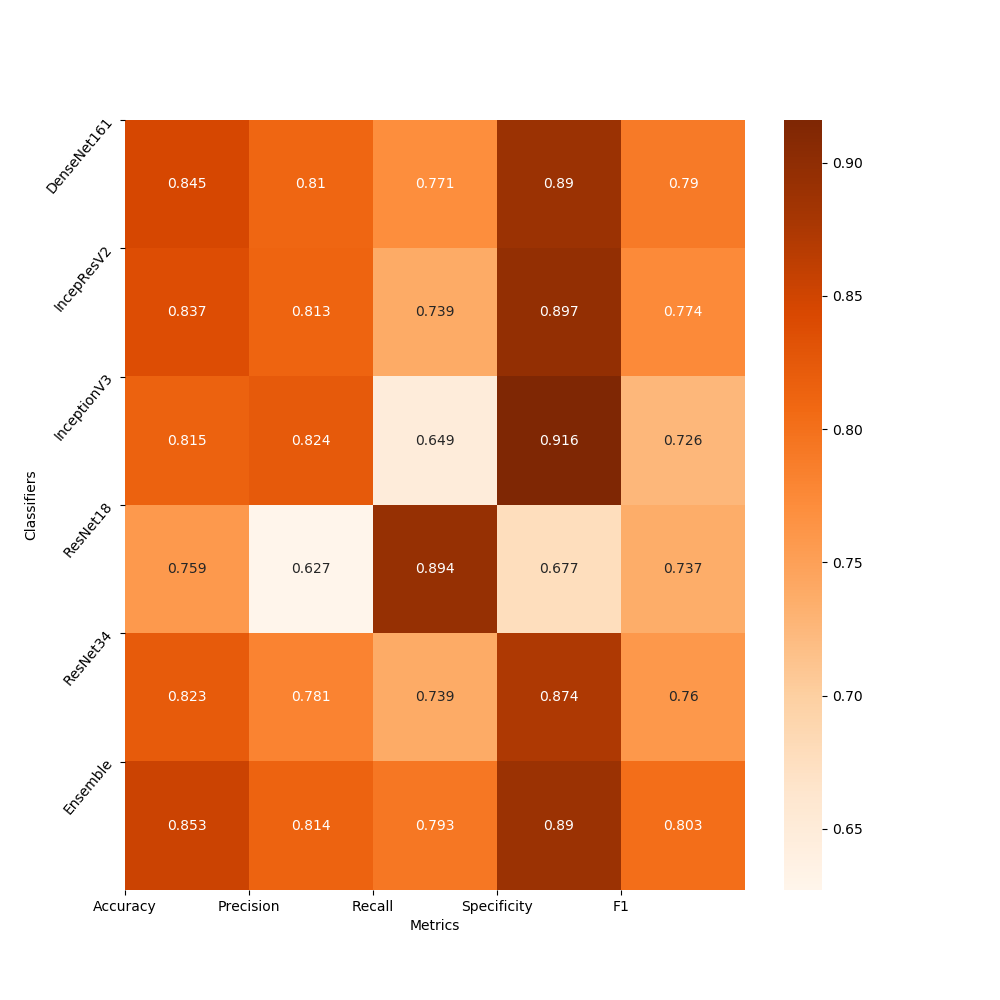 DenseNet161 0.845 0.81 0.771 0.89 0.79
IncepResV2 0.837 0.813 0.739 0.897 0.774
InceptionV3 0.815 0.824 0.649 0.916 0.726
ResNet18 0.759 0.627 0.894 0.677 0.737
ResNet34 0.823 0.781 0.739 0.874 0.76
Ensemble 0.853 0.814 0.793 0.89 0.803
Classifiers
Accuracy Precision Recall Specificity F1
Metrics
0.90
0.85
0.80
0.75
0.70
0.65